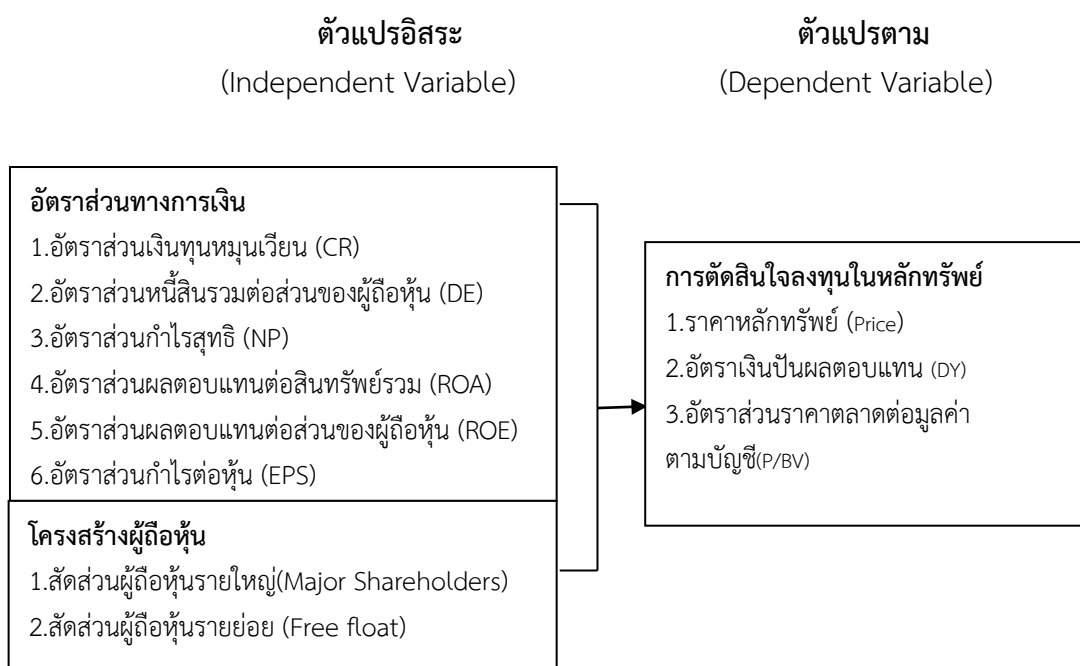 ตัวแปรอิสระ
(Independent Variable)
ตัวแปรตาม
(Dependent Variable)
อัตราส่วนทางการเงิน
1.อัตราส่วนเงินทุนหมุนเวียน (CR)
2.อัตราส่วนหนี้สินรวมต่อส่วนของผู้ถือหุ้น (DE)
3.อัตราส่วนกำไรสุทธิ (NP)
4.อัตราส่วนผลตอบแทนต่อสินทรัพย์รวม (ROA)
5.อัตราส่วนผลตอบแทนต่อส่วนของผู้ถือหุ้น (ROE)
6.อัตราส่วนกำไรต่อหุ้น (EPS)
โครงสร้างผู้ถือหุ้น
1.สัดส่วนผู้ถือหุ้นรายใหญ่(Major Shareholders)
2.สัดส่วนผู้ถือหุ้นรายย่อย (Free float)
การตัดสินใจลงทุนในหลักทรัพย์
1.ราคาหลักทรัพย์ (Price)
2.อัตราเงินปันผลตอบแทน (DY)
3.อัตราส่วนราคาตลาดต่อมูลค่า
ตามบัญชี(P/BV)